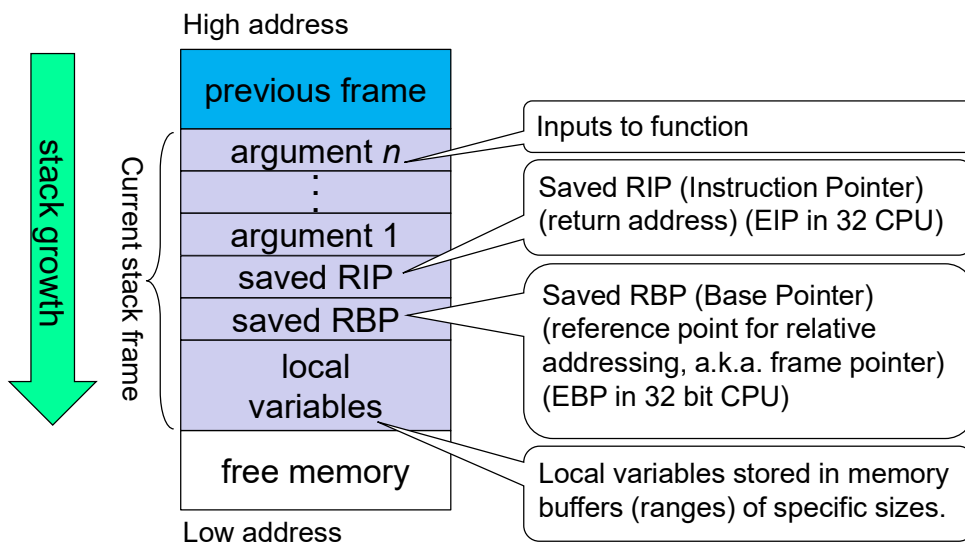 High address
previous frame
argument n
⋮
argument 1
saved RIP
saved RBP
local
variables
free memory
Low address
stack growth
Current stack frame
Inputs to function
Saved RIP (Instruction Pointer)
(return address) (EIP in 32 CPU)
Saved RBP (Base Pointer)
(reference point for relative
addressing, a.k.a. frame pointer)
(EBP in 32 bit CPU)
Local variables stored in memory
buffers (ranges) of specific sizes.